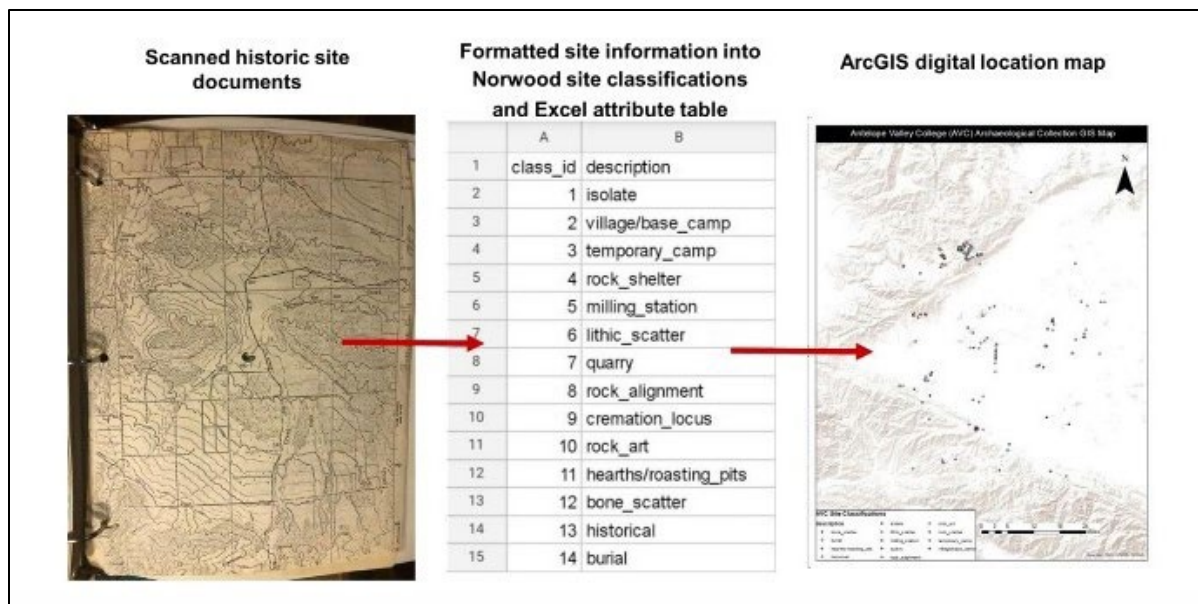 Scanned historic site
documents
Formatted site information into
Norwood site classifications
and Excel attribute table
ArcGIS digital location map
A B
1 class_id description
2 1 isolate
3 2 village/base_camp
4 3 temporary_camp
5 4 rock_shelter
6 5 milling_station
7 6 lithic_scatter
8 7 quarry
9 8 rock_alignment
10 9 cremation_locus
11 10 rock_art
12 11 hearths/roasting_pits
13 12 bone_scatter
14 13 historical
15 14 burial
Antelope Valley College (AVC) Archaeological Collection GIS Map
N
AVC Site Classifications